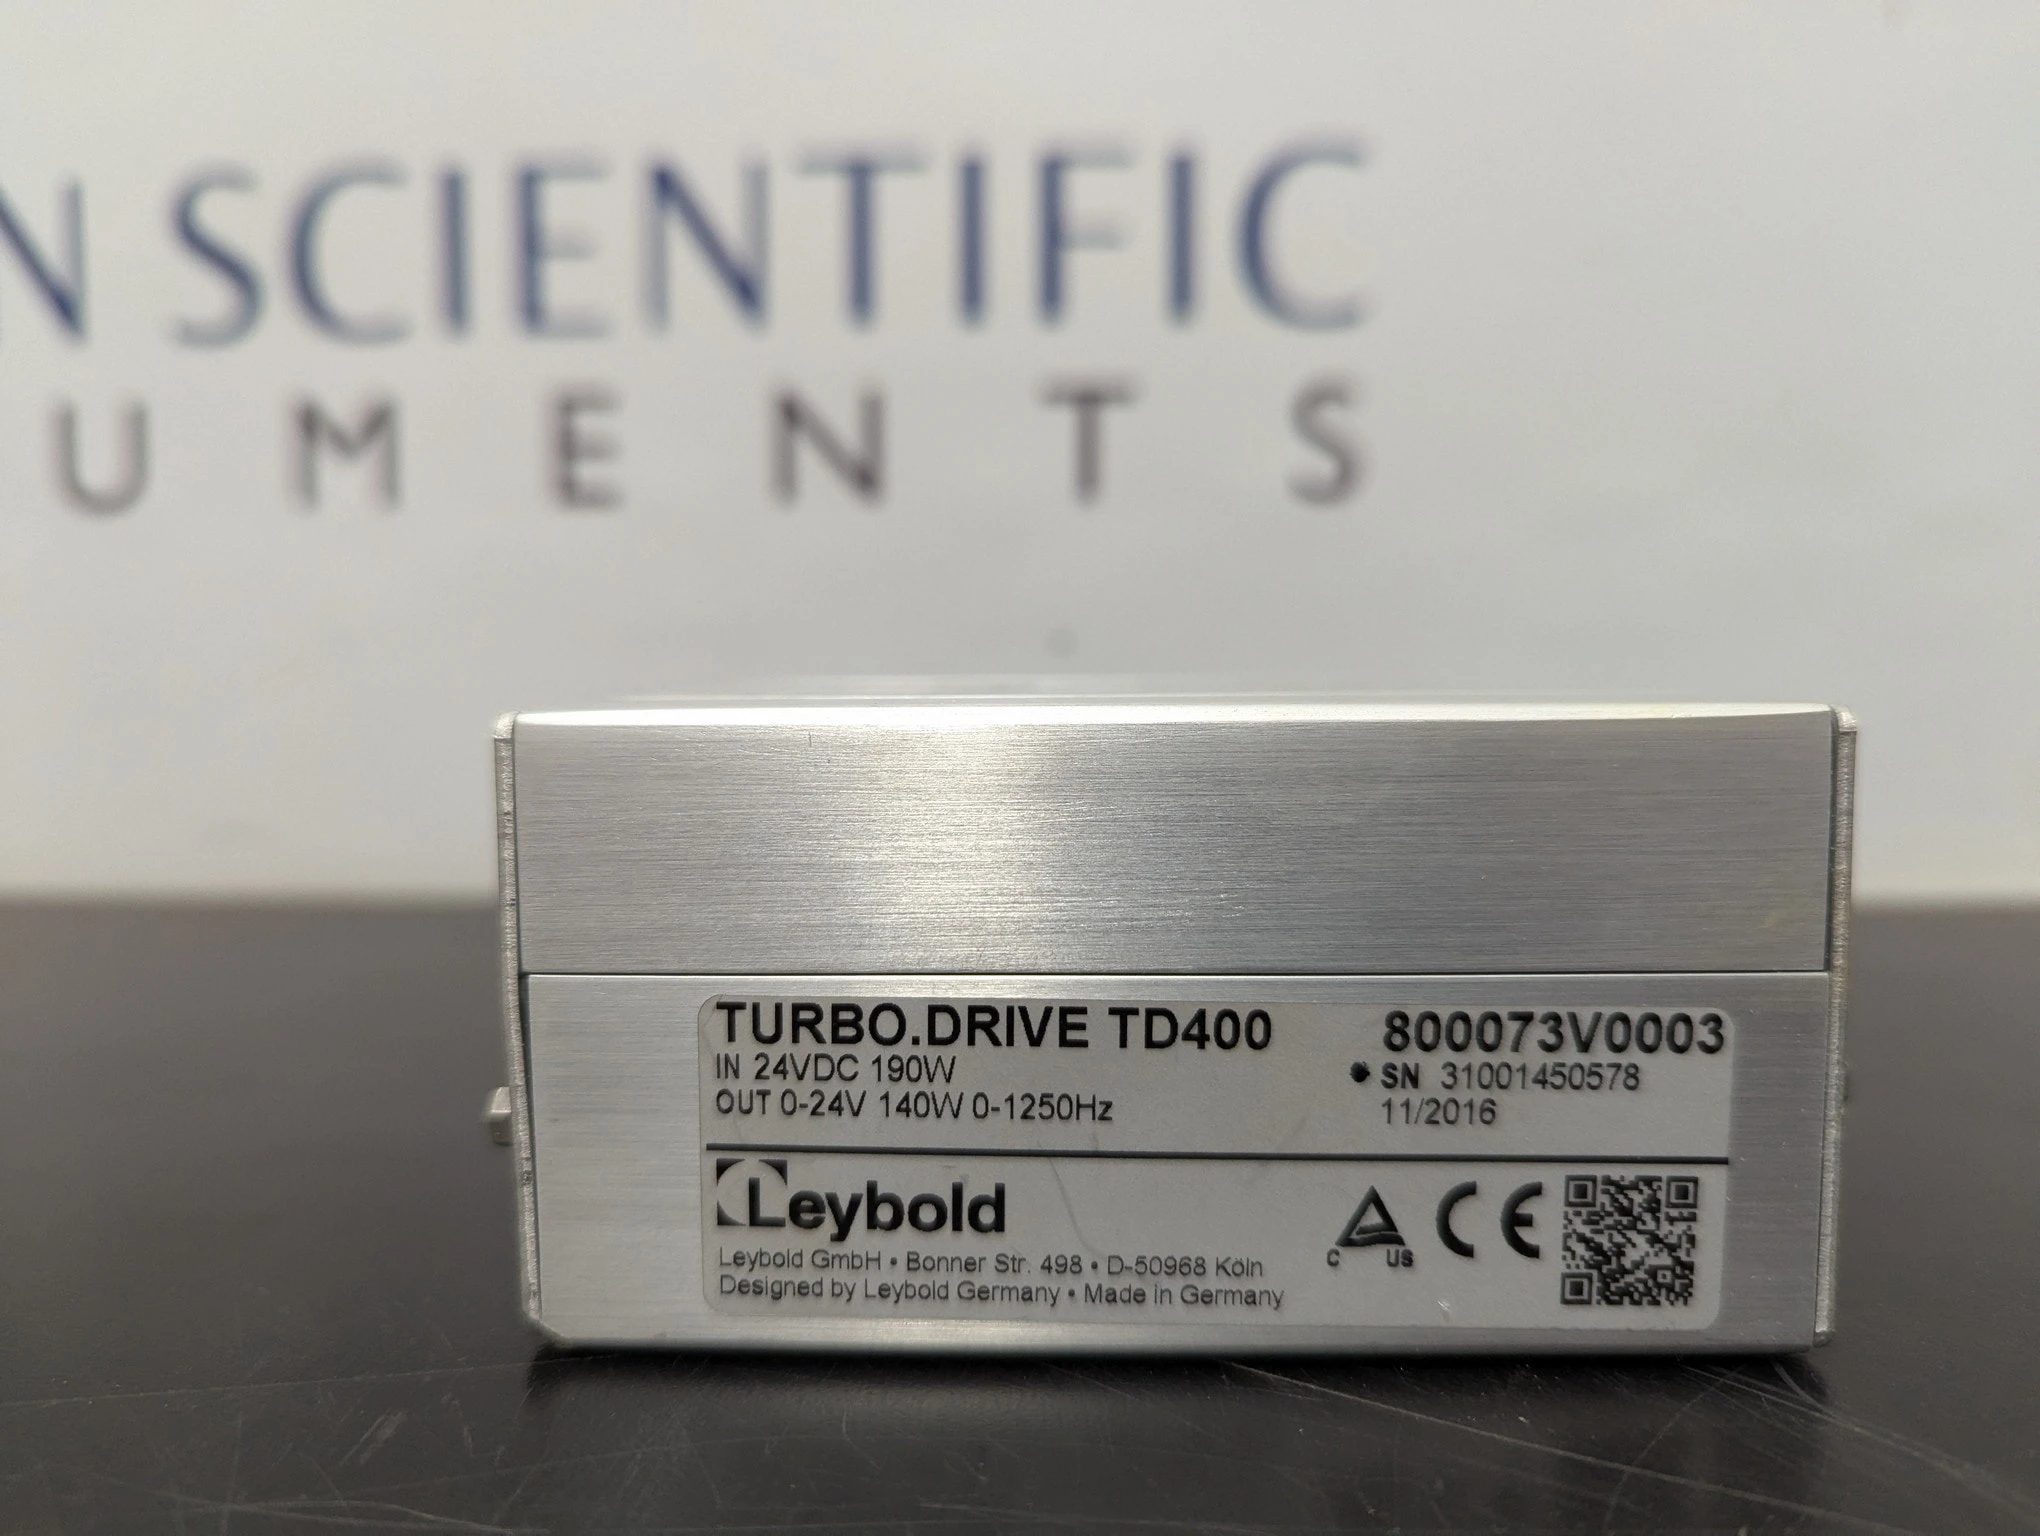 N SCIENTIFIC
UMENTS
TURBO.DRIVE TD400 800073V0003
IN 24VDC 190W SN 31001450578
OUT 0-24V 140W 0-1250Hz 11/2016
Leybold
C US CE
Leybold GmbH • Bonner Str. 498 • D-50968 Köln
Designed by Leybold Germany • Made in Germany